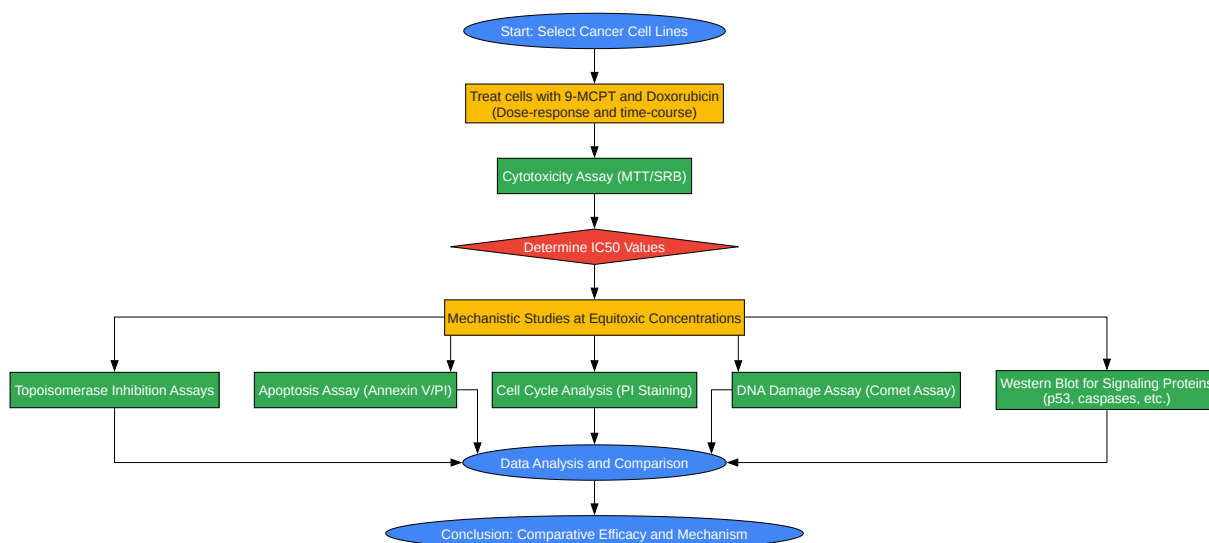 Start: Select Cancer Cell Lines
Treat cells with 9-MCPT and Doxorubicin
(Dose-response and time-course)
Cytotoxicity Assay (MTT/SRB)
Determine IC50 Values
Mechanistic Studies at Equitoxic Concentrations
Topoisomerase Inhibition Assays
Apoptosis Assay (Annexin V/PI)
Cell Cycle Analysis (PI Staining)
DNA Damage Assay (Comet Assay)
Western Blot for Signaling Proteins
(p53, caspases, etc.)
Data Analysis and Comparison
Conclusion: Comparative Efficacy and Mechanism